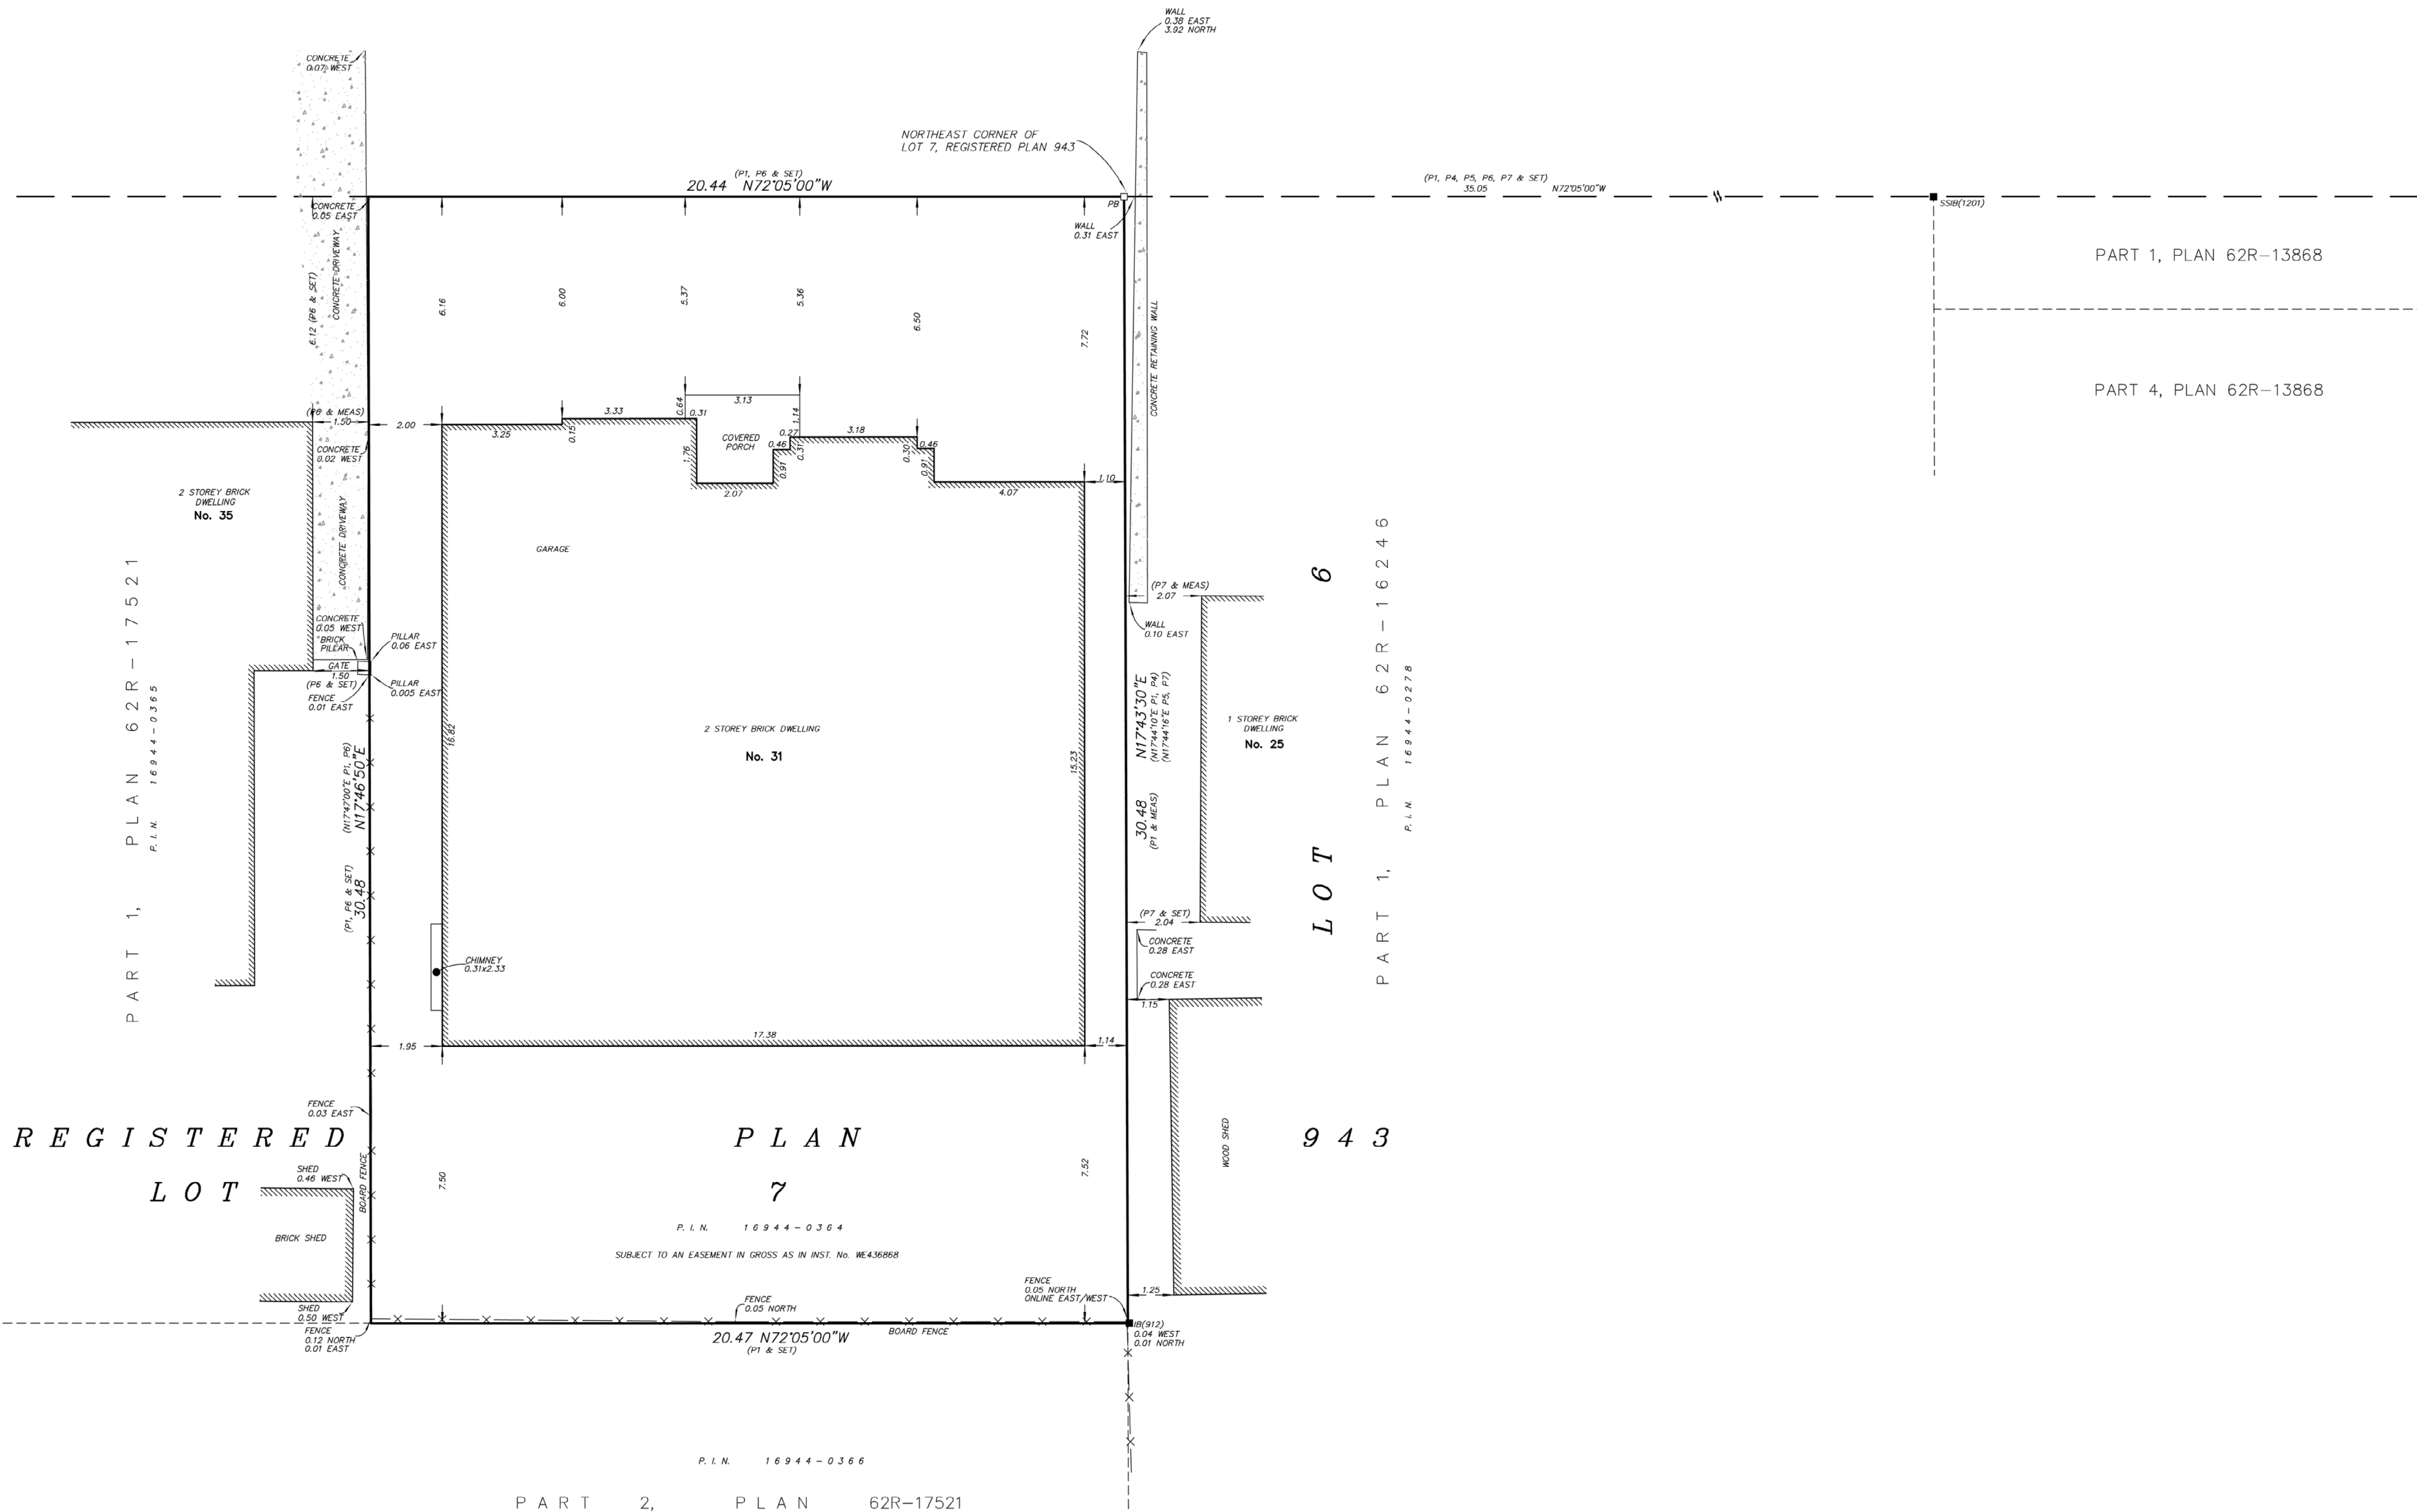 WALL
0.38 EAST
3.92 NORTH
CONCRETE
0.07 WEST
NORTHEAST CORNER OF
LOT 7, REGISTERED PLAN 943
(P1, P6 & SET)
20.44 N72°05'00"W
(P1, P4, P5, P6, P7 & SET)
35.05 N72°05'00"W
PB
SSIB(1201)
CONCRETE
0.05 EAST
WALL
0.31 EAST
PART 1, PLAN 62R-13868
PART 4, PLAN 62R-13868
6.12 (P6 & SET)
CONCRETE DRIVEWAY
6.16
6.00
5.37
5.36
6.50
7.72
CONCRETE RETAINING WALL
(P6 & MEAS)
1.50
2.00
3.25
0.15
3.33
0.64
0.31
3.13
1.14
COVERED
PORCH
1.76
2.07
0.46
0.91
0.27
0.31
3.18
0.30
0.46
0.91
4.07
1.10
CONCRETE
0.02 WEST
2 STOREY BRICK
DWELLING
No. 35
CONCRETE DRIVEWAY
GARAGE
PART 1, PLAN 62R-17521
P.I.N. 16944-0365
CONCRETE
0.05 WEST
BRICK
PILLAR
GATE
1.50
(P6 & SET)
FENCE
0.01 EAST
PILLAR
0.06 EAST
PILLAR
0.005 EAST
(P7 & MEAS)
2.07
WALL
0.10 EAST
16.82
2 STOREY BRICK DWELLING
No. 31
15.23
(N17°47'00"E P1, P6)
N17°46'50"E
(P1, P6 & SET)
30.48
N17°43'30"E
(N17°44'10"E P1, P4)
(N17°44'16"E P5, P7)
30.48
(P1 & MEAS)
1 STOREY BRICK
DWELLING
No. 25
LOT 6
PART 1, PLAN 62R-16246
P.I.N. 16944-0278
(P7 & SET)
2.04
CONCRETE
0.28 EAST
CONCRETE
0.28 EAST
1.15
CHIMNEY
0.31x2.33
17.38
1.95
1.14
FENCE
0.03 EAST
REGISTERED PLAN 943
LOT 7
WOOD SHED
SHED
0.46 WEST
BOARD FENCE
7.50
7.52
BRICK SHED
P.I.N. 16944-0364
SUBJECT TO AN EASEMENT IN GROSS AS IN INST. No. WE436868
SHED
0.50 WEST
FENCE
0.12 NORTH
0.01 EAST
FENCE
0.05 NORTH
FENCE
0.05 NORTH
ONLINE EAST/WEST
1.25
20.47 N72°05'00"W
(P1 & SET)
BOARD FENCE
IB(912)
0.04 WEST
0.01 NORTH
P.I.N. 16944-0366
PART 2, PLAN 62R-17521